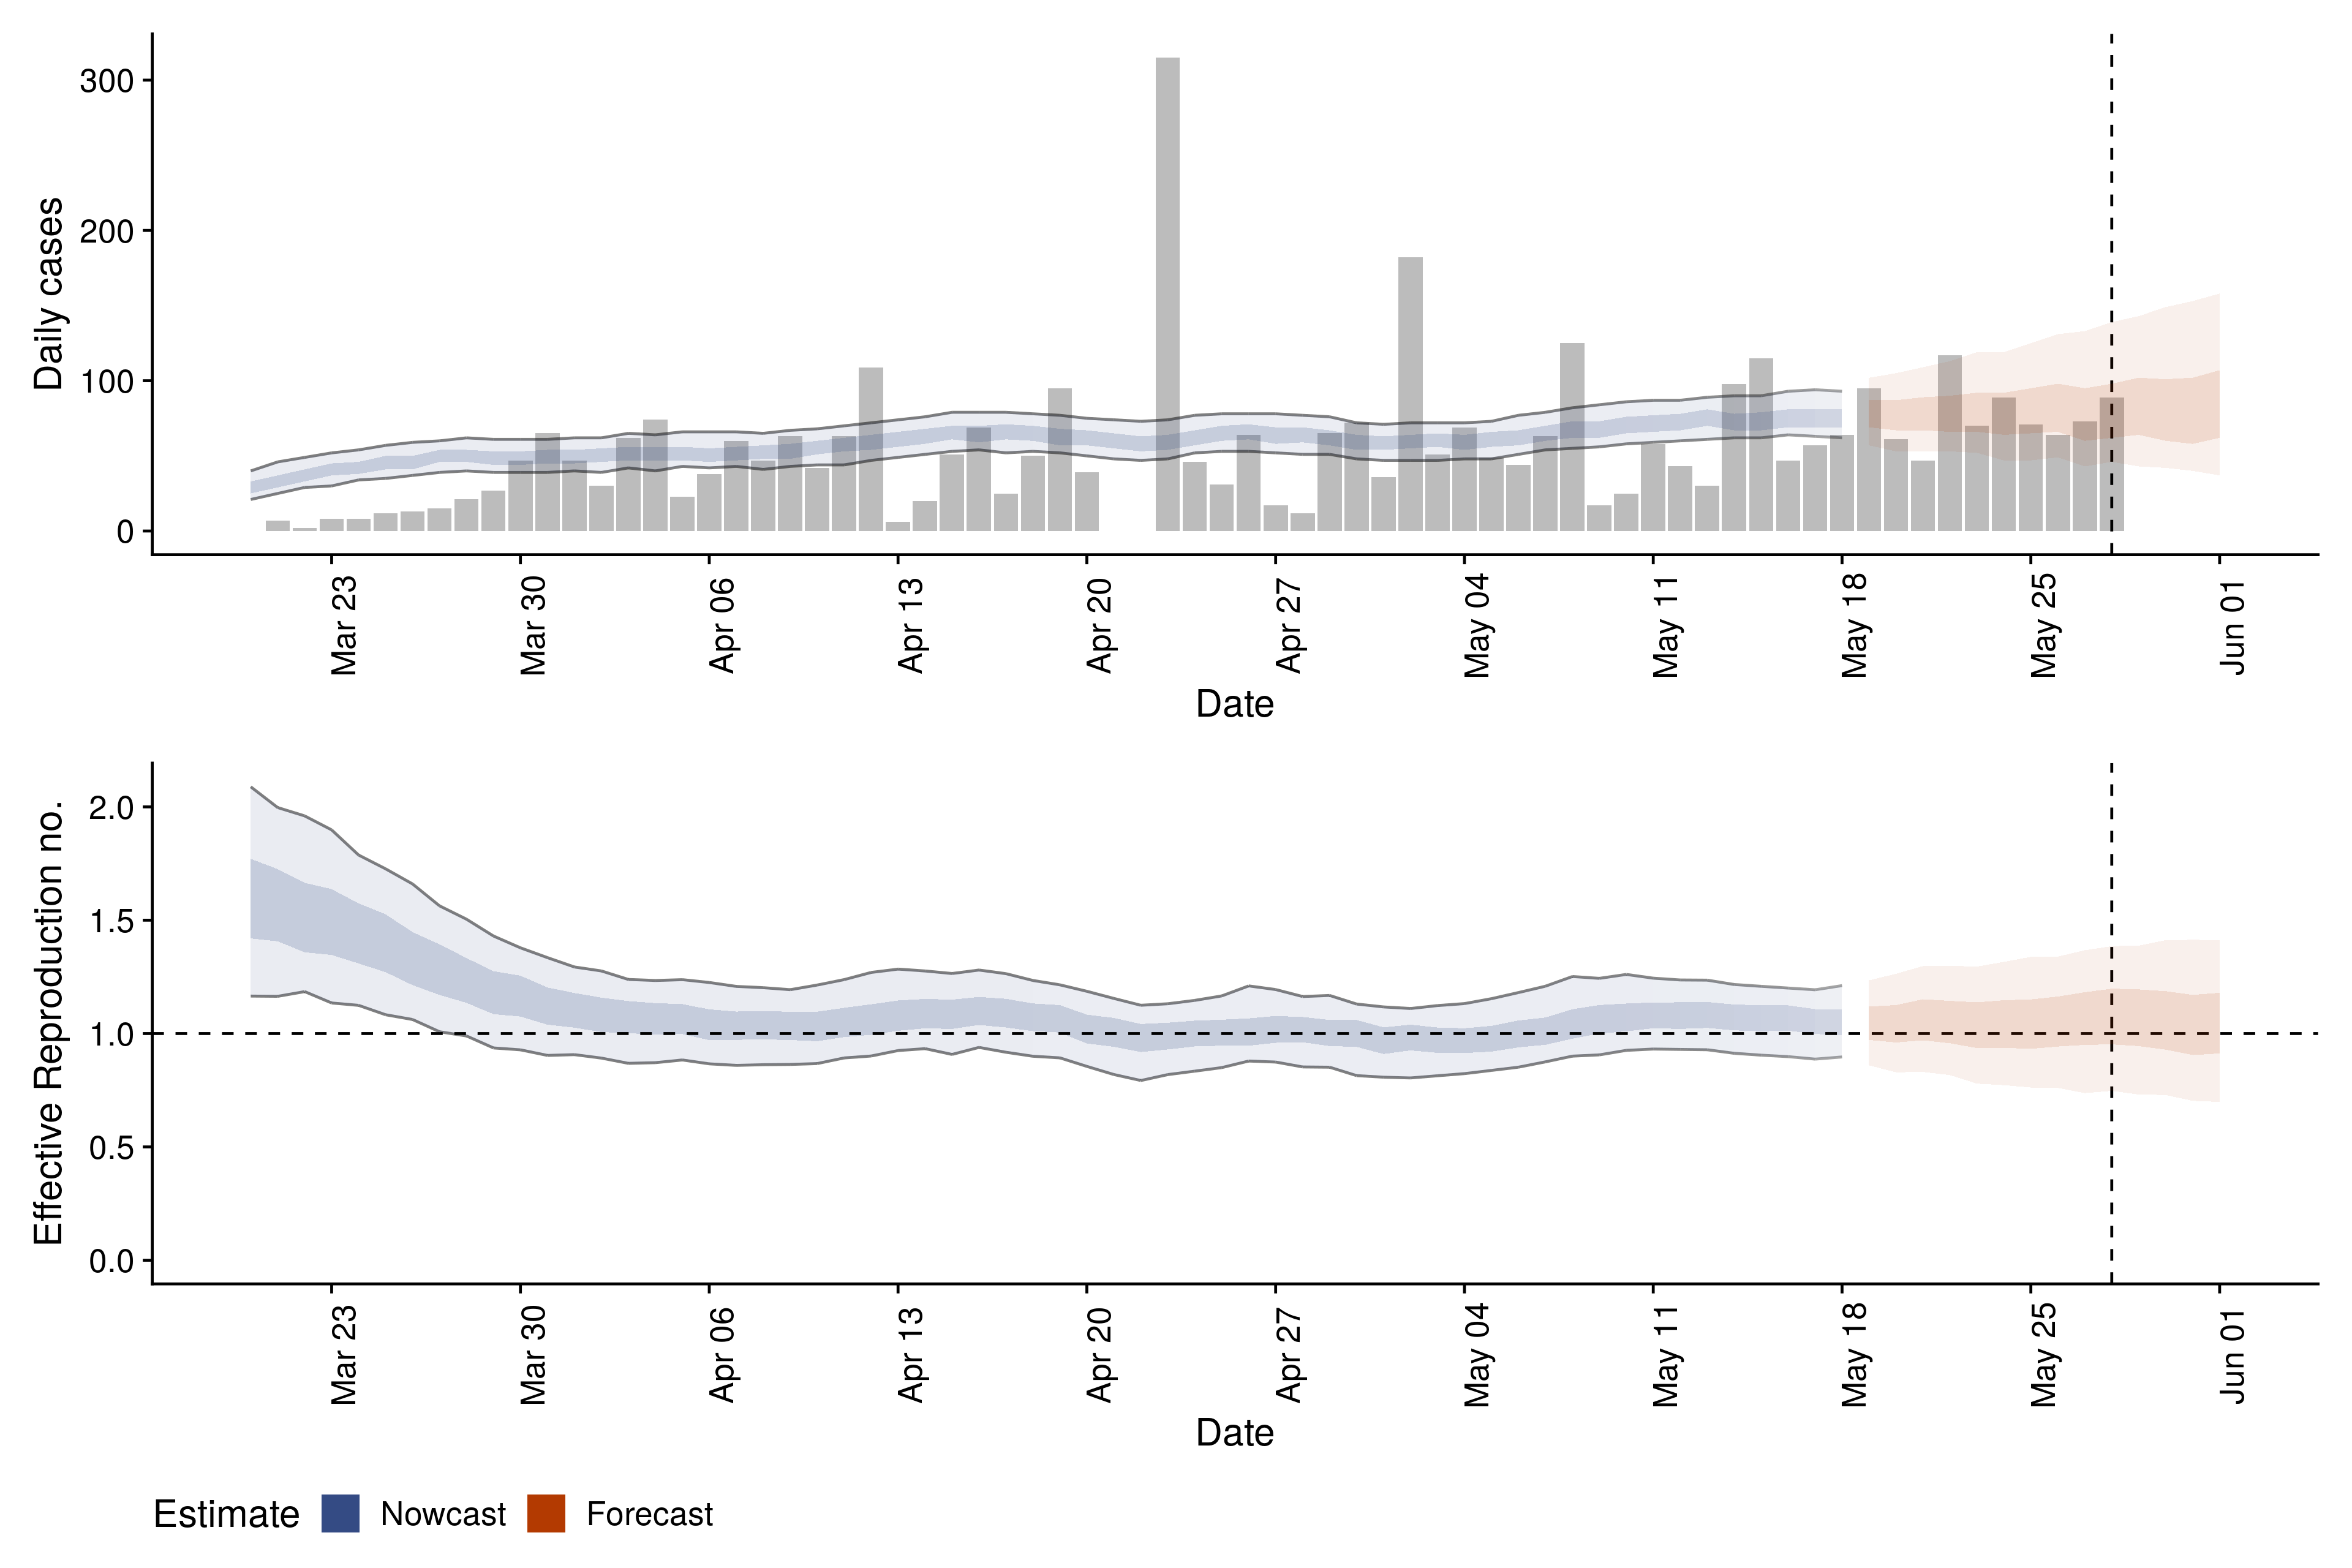 Daily cases
300
200
100
0
Mar 23
Mar 30
Apr 06
Apr 13
Apr 20
Apr 27
May 04
May 11
May 18
May 25
Jun 01
Date
Effective Reproduction no.
2.0
1.5
1.0
0.5
0.0
Mar 23
Mar 30
Apr 06
Apr 13
Apr 20
Apr 27
May 04
May 11
May 18
May 25
Jun 01
Date
Estimate Nowcast Forecast